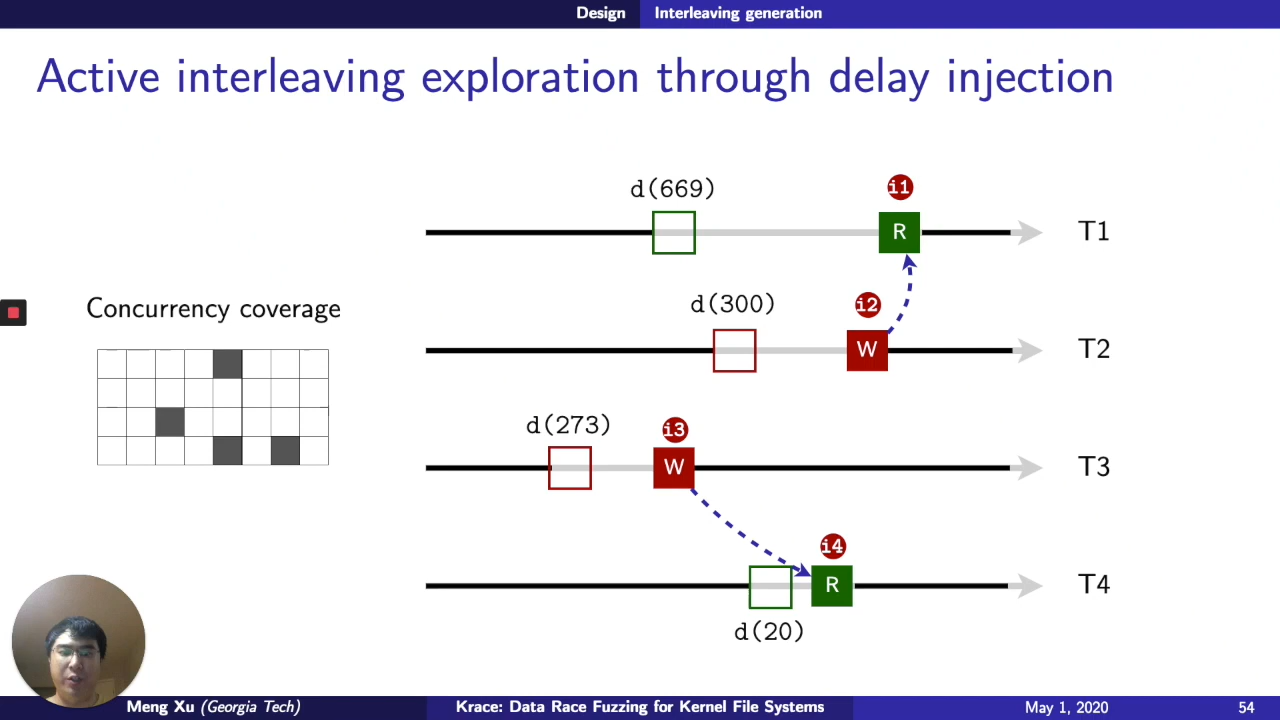 Design Interleaving generation
Active interleaving exploration through delay injection
d(669)
i1
R
T1
Concurrency coverage
d(300)
i2
W
T2
d(273)
i3
W
T3
i4
R
T4
d(20)
Meng Xu (Georgia Tech) Krace: Data Race Fuzzing for Kernel File Systems May 1, 2020 54